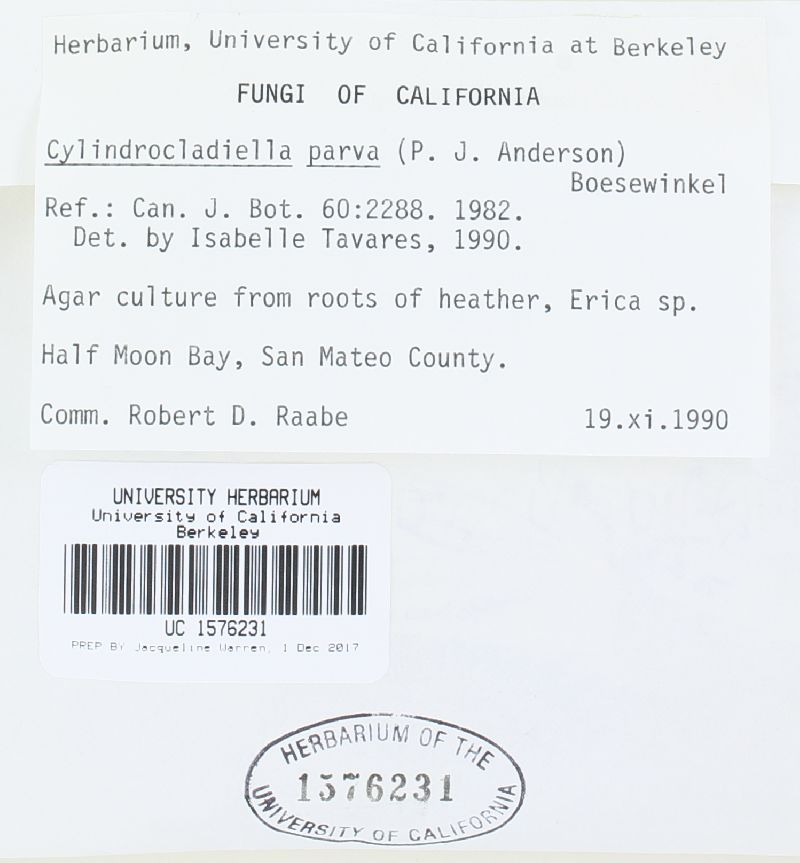 Herbarium, University of California at Berkeley
FUNGI OF CALIFORNIA
Cylindrocladiella parva (P. J. Anderson)
Boesewinkel
Ref.: Can. J. Bot. 60:2288. 1982.
Det. by Isabelle Tavares, 1990.
Agar culture from roots of heather, Erica sp.
Half Moon Bay, San Mateo County.
Comm. Robert D. Raabe 19.xi.1990
UNIVERSITY HERBARIUM
University of California
Berkeley
UC 1576231
PREP BY Jacqueline Warren, 1 Dec 2017
HERBARIUM OF THE
1576231
UNIVERSITY OF CALIFORNIA